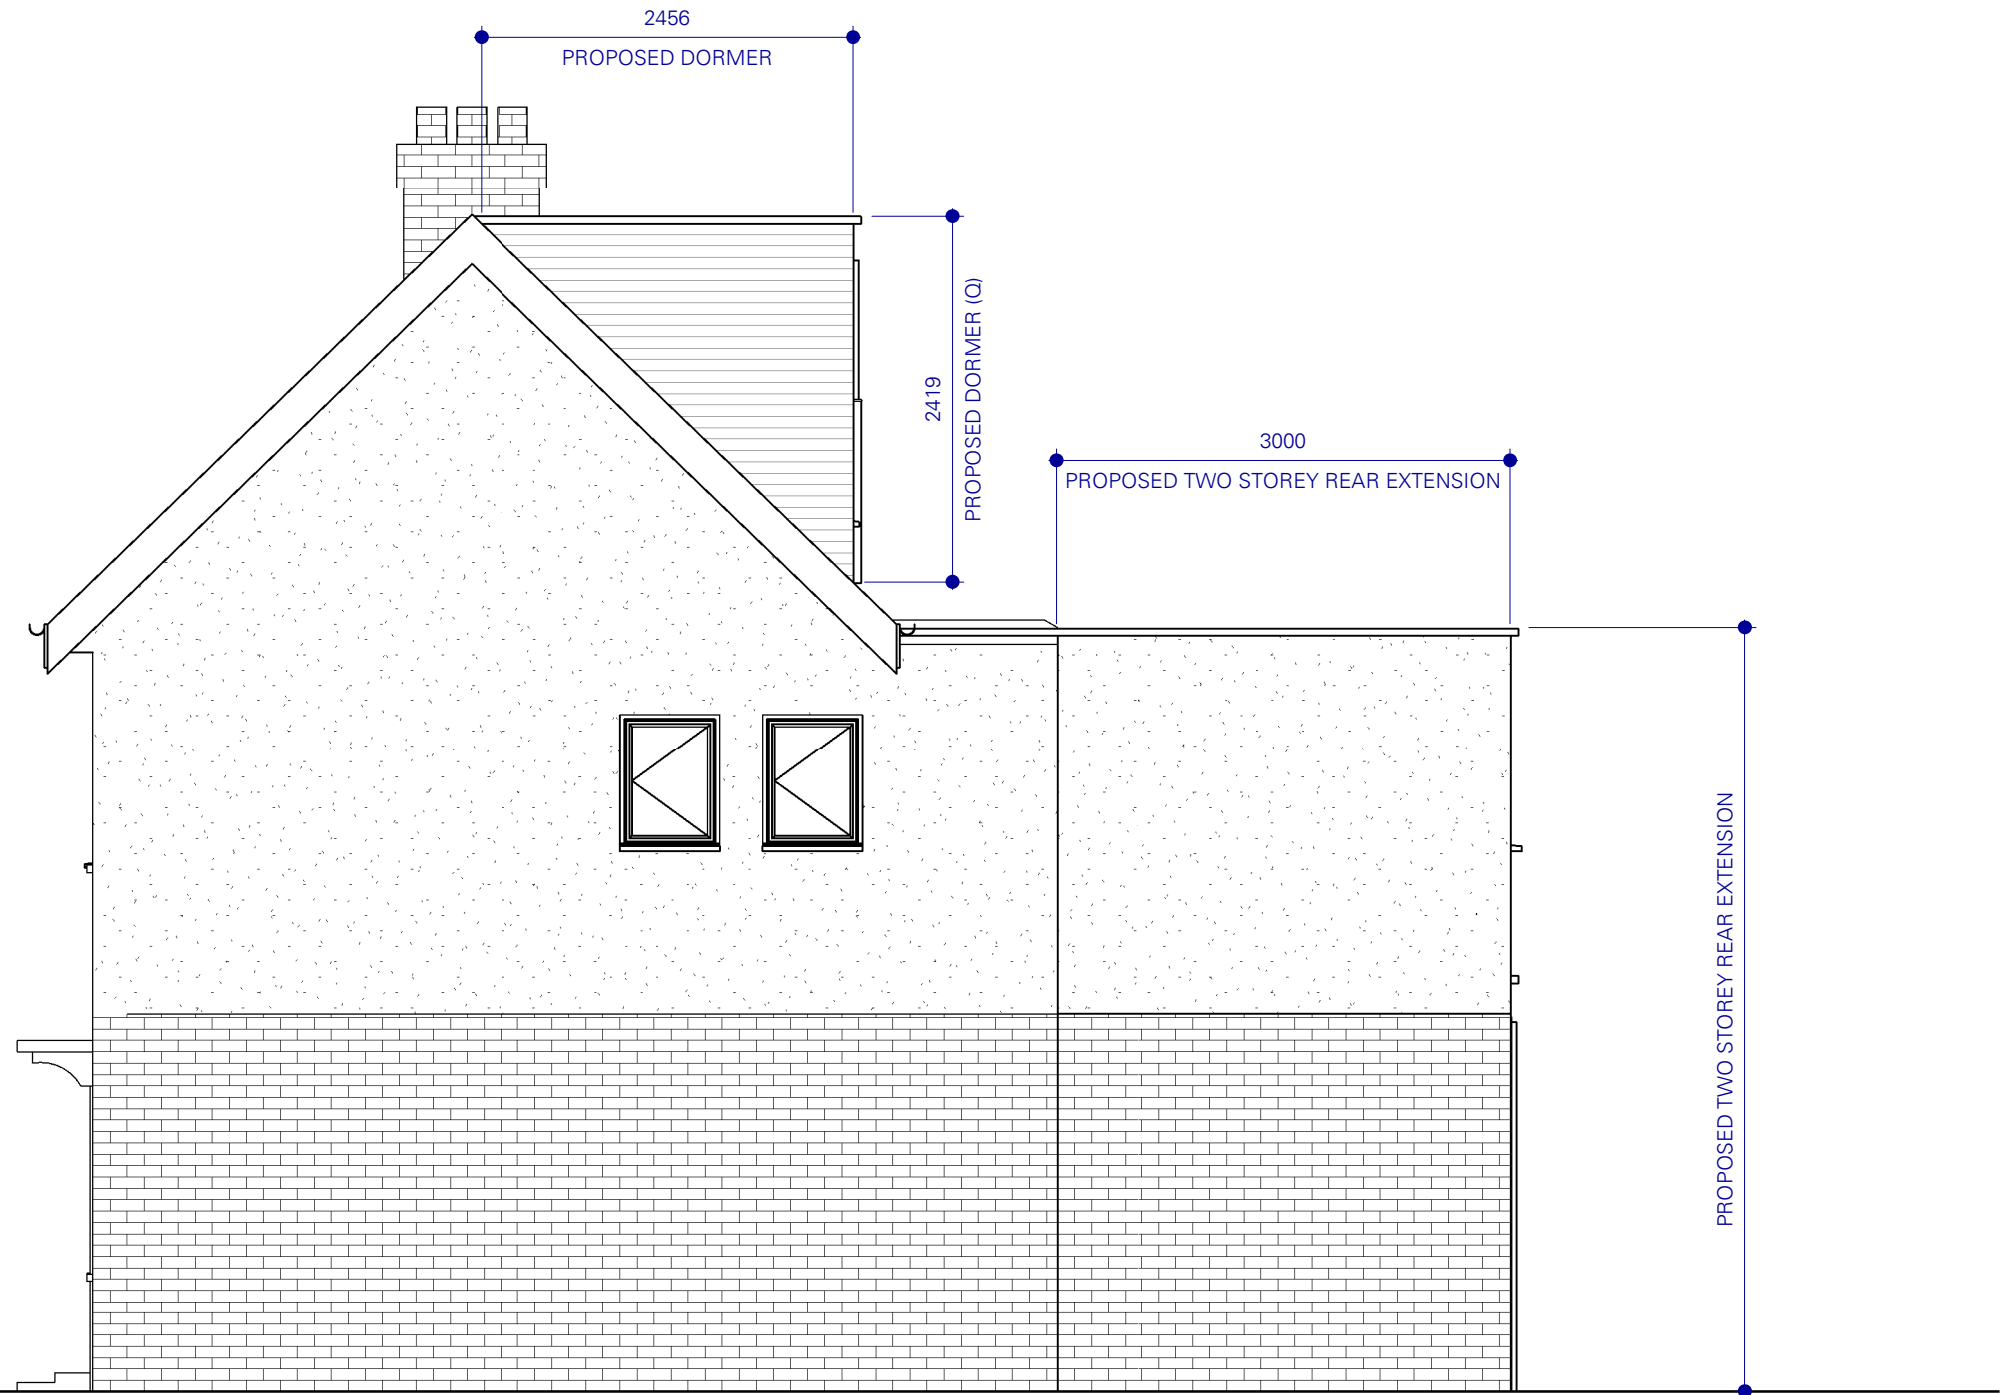 2456
PROPOSED DORMER
2419
PROPOSED DORMER (Q)
3000
PROPOSED TWO STOREY REAR EXTENSION
PROPOSED TWO STOREY REAR EXTENSION